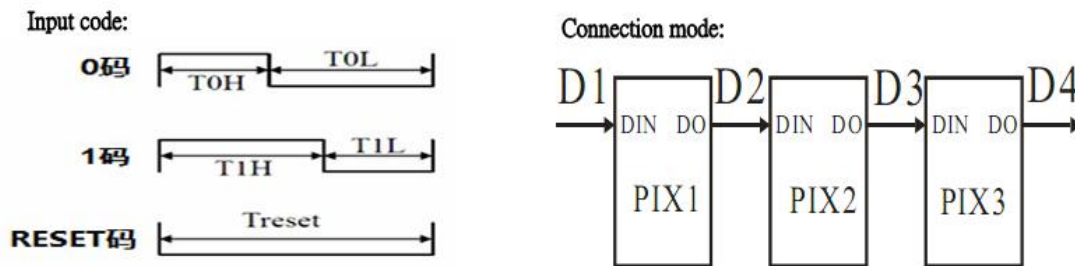 Input code:
0码
T0H
T0L
1码
T1H
T1L
RESET码
Treset
Connection mode:
D1
D2
D3
D4
DIN DO
DIN DO
DIN DO
PIX1
PIX2
PIX3